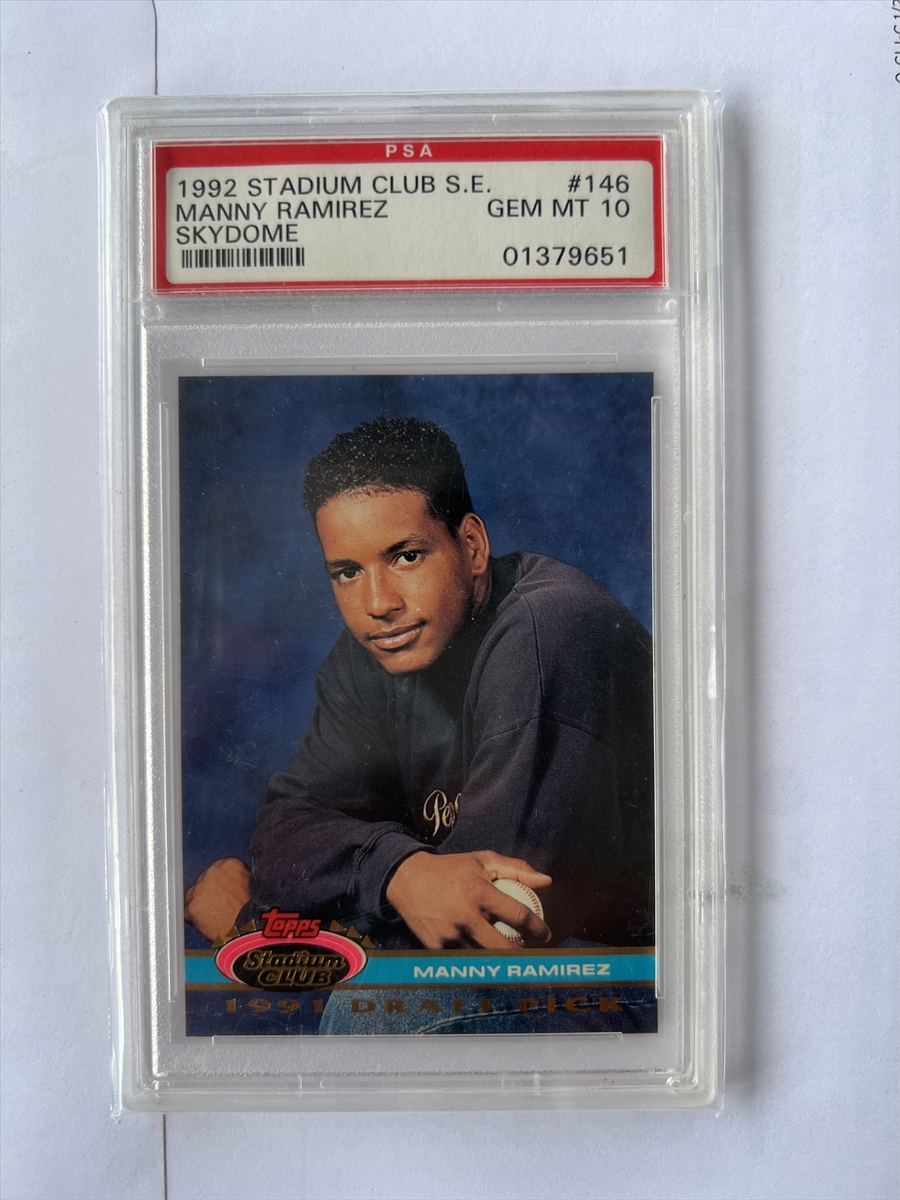 PSA
1992 STADIUM CLUB S.E. #146
MANNY RAMIREZ GEM MT 10
SKYDOME
01379651
Topps
Stadium
CLUB
MANNY RAMIREZ
1991 DRAFT PICK